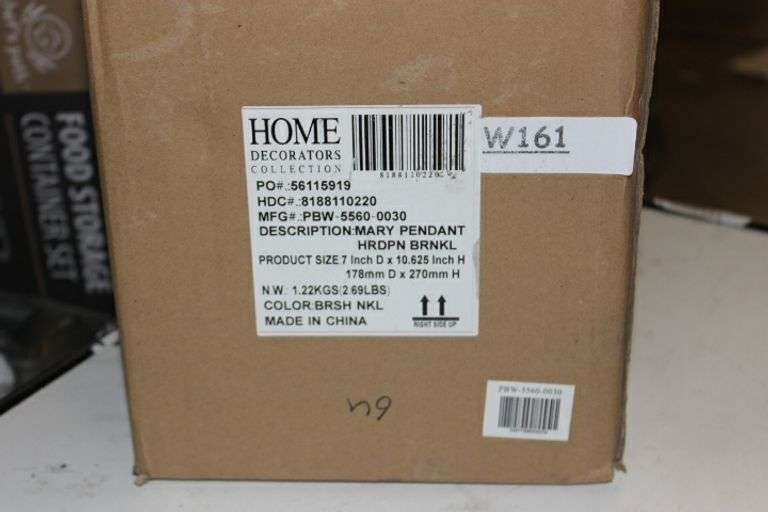 HOME
DECORATORS
COLLECTION
8188110220
W161
PO#.:56115919
HDC#.:8188110220
MFG#.:PBW-5560-0030
DESCRIPTION:MARY PENDANT
HRDPN BRNKL
PRODUCT SIZE 7 Inch D x 10.625 Inch H
178mm D x 270mm H
N.W: 1.22KGS(2.69LBS)
COLOR:BRSH NKL
MADE IN CHINA
RIGHT SIDE UP
FOOD STORAGE
CONTAINER SET
PBW-5560-0030